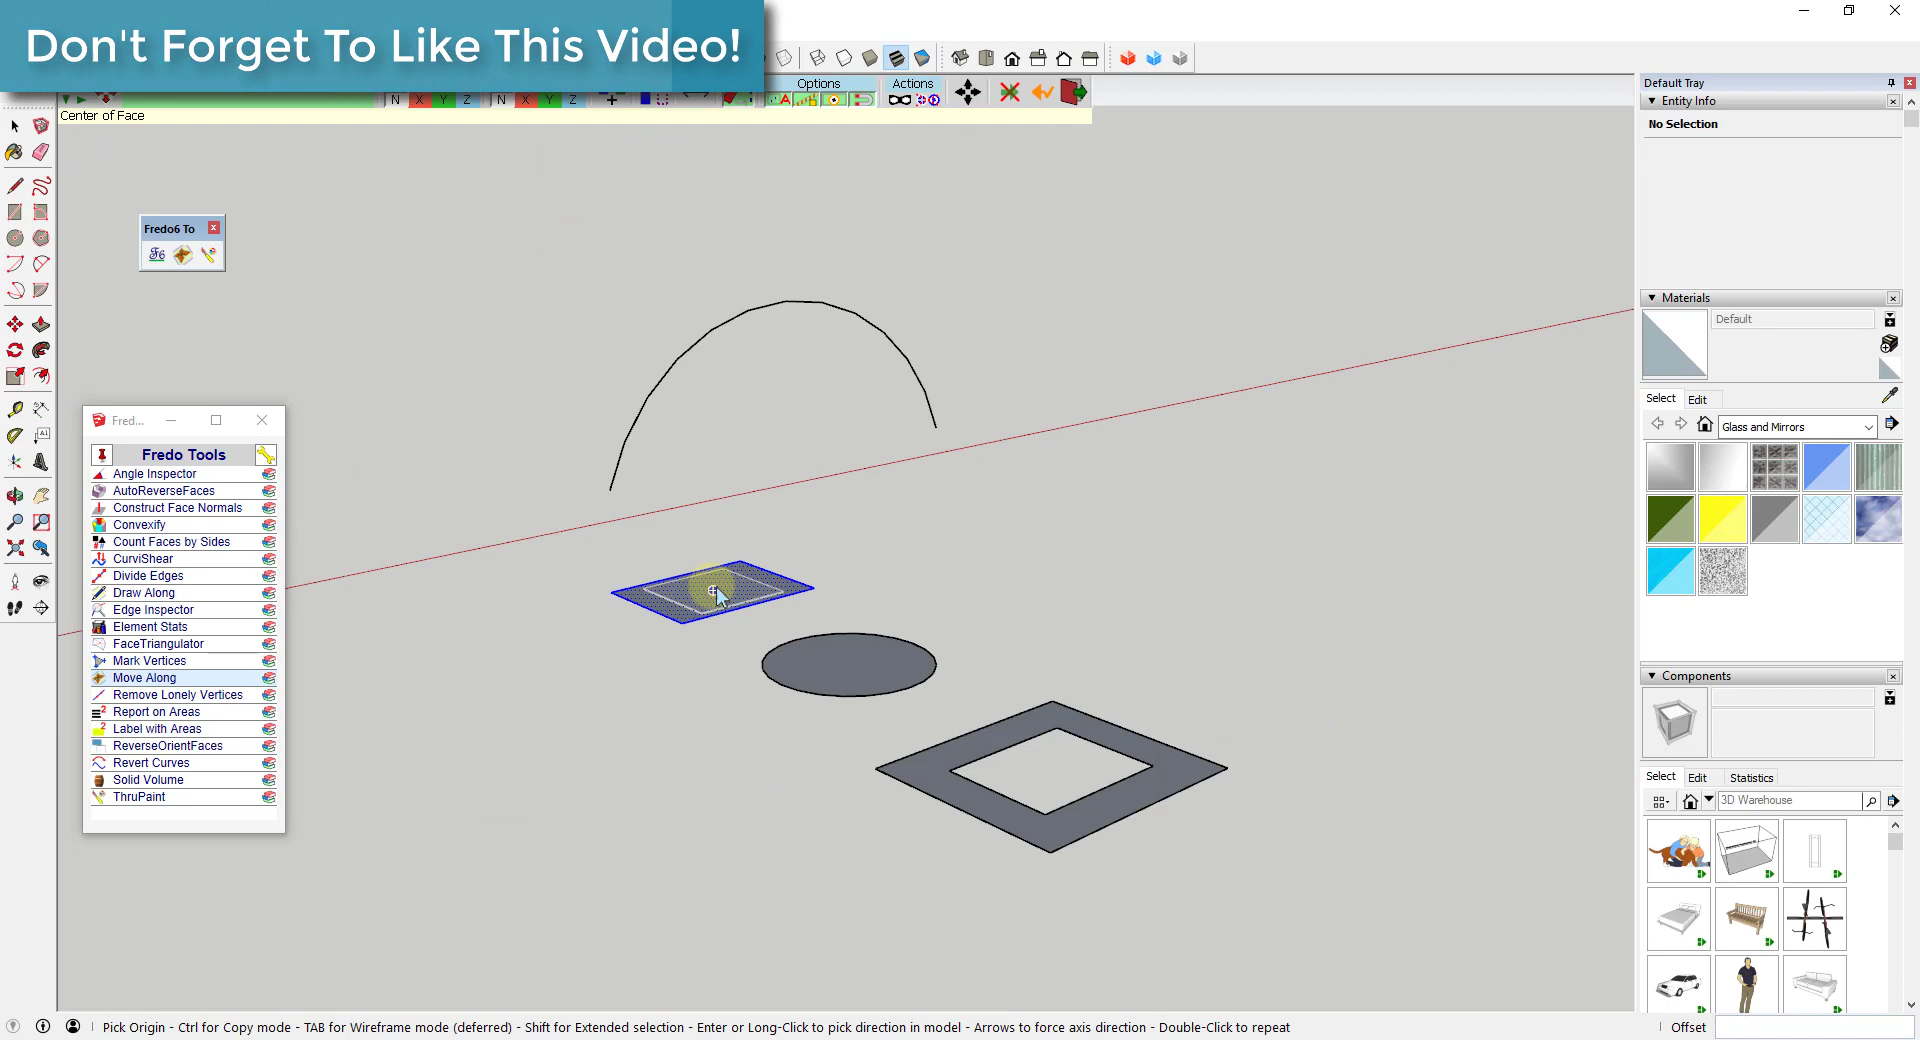 Don't Forget To Like This Video!
Options
Actions
N X Y Z
N X Y Z
A
Center of Face
Fredo6 To
F6
A1
Fred...
Fredo Tools
Angle Inspector
AutoReverseFaces
Construct Face Normals
Convexify
Count Faces by Sides
CurviShear
Divide Edges
Draw Along
Edge Inspector
Element Stats
FaceTriangulator
Mark Vertices
Move Along
Remove Lonely Vertices
Report on Areas
Label with Areas
ReverseOrientFaces
Revert Curves
Solid Volume
ThruPaint
Default Tray
Entity Info
No Selection
Materials
Default
Select
Edit
Glass and Mirrors
Components
Select
Edit
Statistics
3D Warehouse
Pick Origin - Ctrl for Copy mode - TAB for Wireframe mode (deferred) - Shift for Extended selection - Enter or Long-Click to pick direction in model - Arrows to force axis direction - Double-Click to repeat
Offset